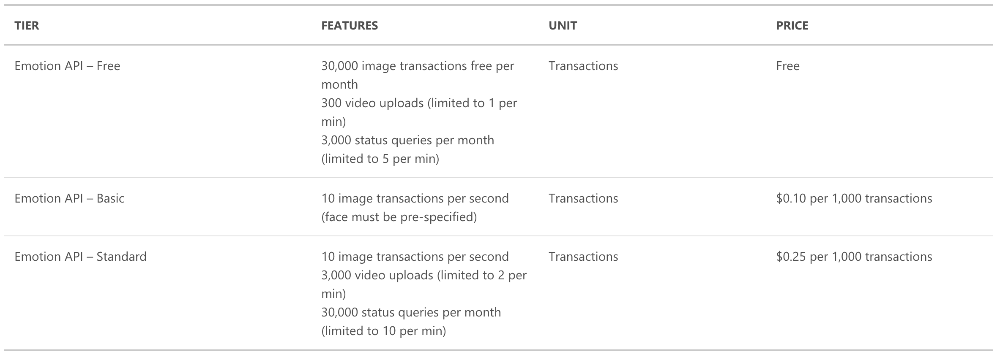 TIER FEATURES UNIT PRICE
Emotion API – Free 30,000 image transactions free per Transactions Free
month
300 video uploads (limited to 1 per
min)
3,000 status queries per month
(limited to 5 per min)
Emotion API – Basic 10 image transactions per second Transactions $0.10 per 1,000 transactions
(face must be pre-specified)
Emotion API – Standard 10 image transactions per second Transactions $0.25 per 1,000 transactions
3,000 video uploads (limited to 2 per
min)
30,000 status queries per month
(limited to 10 per min)